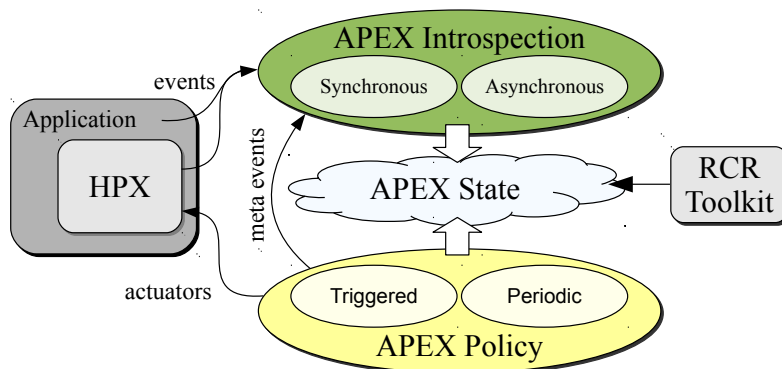 APEX Introspection
events
Synchronous
Asynchronous
Application
HPX
meta events
APEX State
RCR
Toolkit
actuators
Triggered
Periodic
APEX Policy